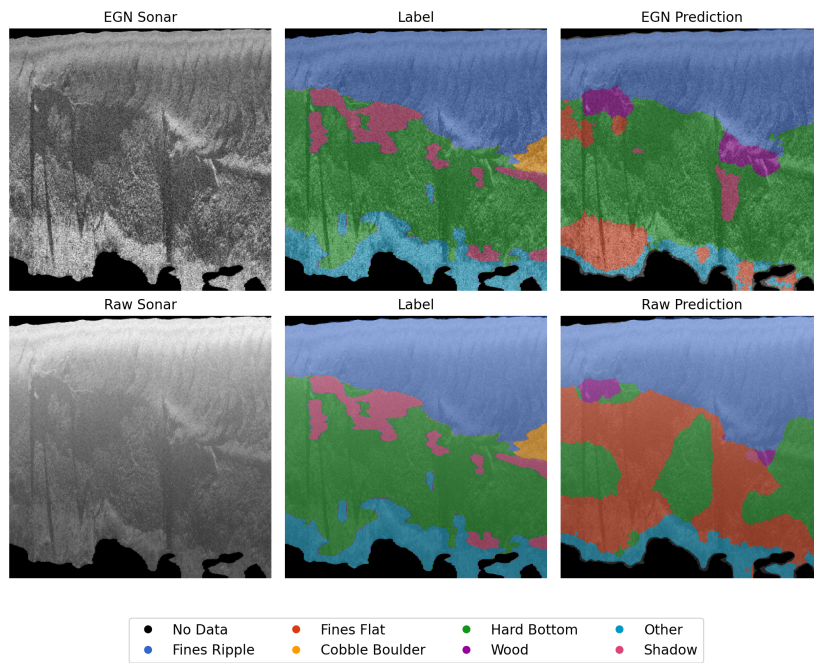 EGN Sonar
Label
EGN Prediction
Raw Sonar
Label
Raw Prediction
No Data
Fines Flat
Hard Bottom
Other
Fines Ripple
Cobble Boulder
Wood
Shadow